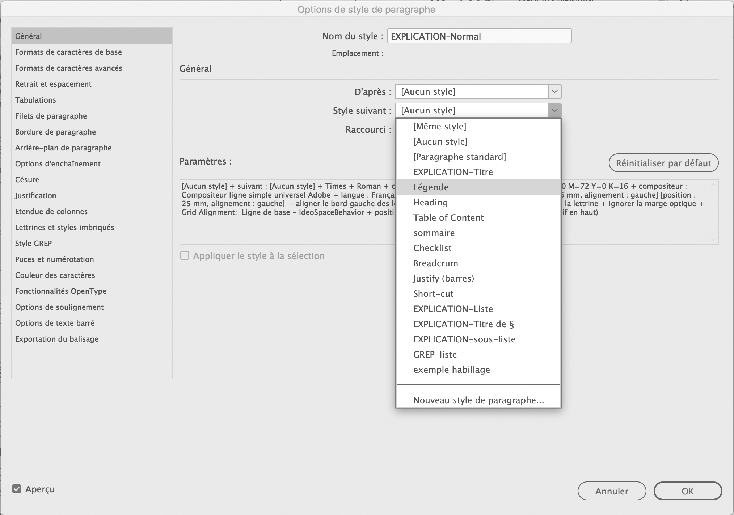 Options de style de paragraphe
Général
Formats de caractères de base
Formats de caractères avancés
Retrait et espacement
Tabulations
Filets de paragraphe
Bordure de paragraphe
Arrière-plan de paragraphe
Options d'enchaînement
Césure
Justification
Etendue de colonnes
Lettrines et styles imbriqués
Style GREP
Puces et numérotation
Couleur des caractères
Fonctionnalités OpenType
Options de soulignement
Options de texte barré
Exportation du balisage
Nom du style : EXPLICATION-Normal
Emplacement :
Général
D'après : [Aucun style]
Style suivant : [Aucun style]
Raccourci :
[Même style]
[Aucun style]
[Paragraphe standard]
EXPLICATION-Titre
Légende
Heading
Table of Content
sommaire
Checklist
Breadcrum
Justify (barres)
Short-cut
EXPLICATION-Liste
EXPLICATION-Titre de §
EXPLICATION-sous-liste
GREP-liste
exemple habillage
Nouveau style de paragraphe...
Paramètres :
Réinitialiser par défaut
[Aucun style] + suivant : [Aucun style] + Times + Roman + c 0 M=72 Y=0 K=16 + compositeur :
Compositeur ligne simple universel Adobe + langue : França 5 mm, alignement : gauche] [position :
25 mm, alignement : gauche] - aligner le bord gauche des l la lettrine + ignorer la marge optique +
Grid Alignment: Ligne de base - IdeoSpaceBehavior + positi if en haut)
Appliquer le style à la sélection
Aperçu
Annuler
OK